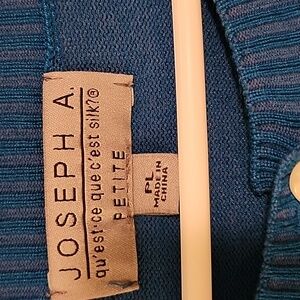 JOSEPH A.
qu'est·ce que c'est silk?®
PETITE
PL
MADE IN
CHINA